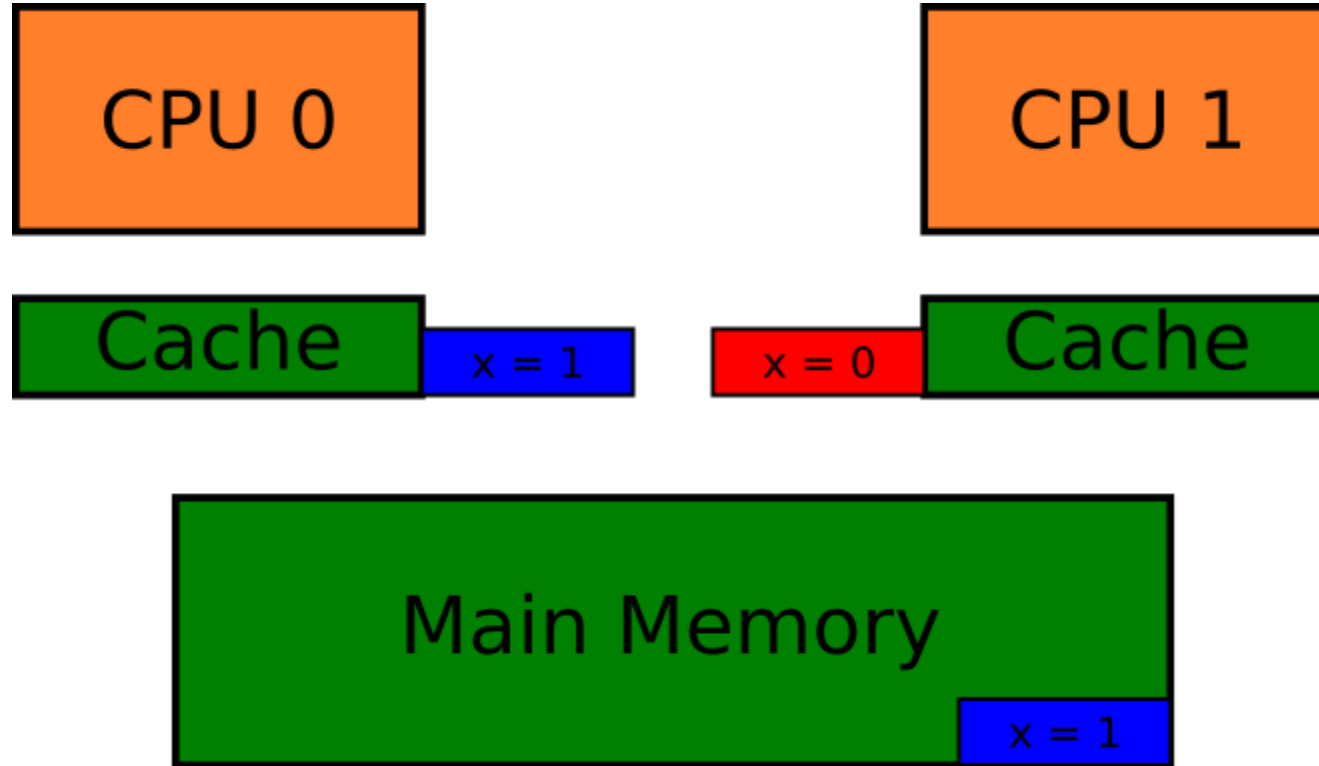 CPU 0
CPU 1
Cache
x = 1
x = 0
Cache
Main Memory
x = 1